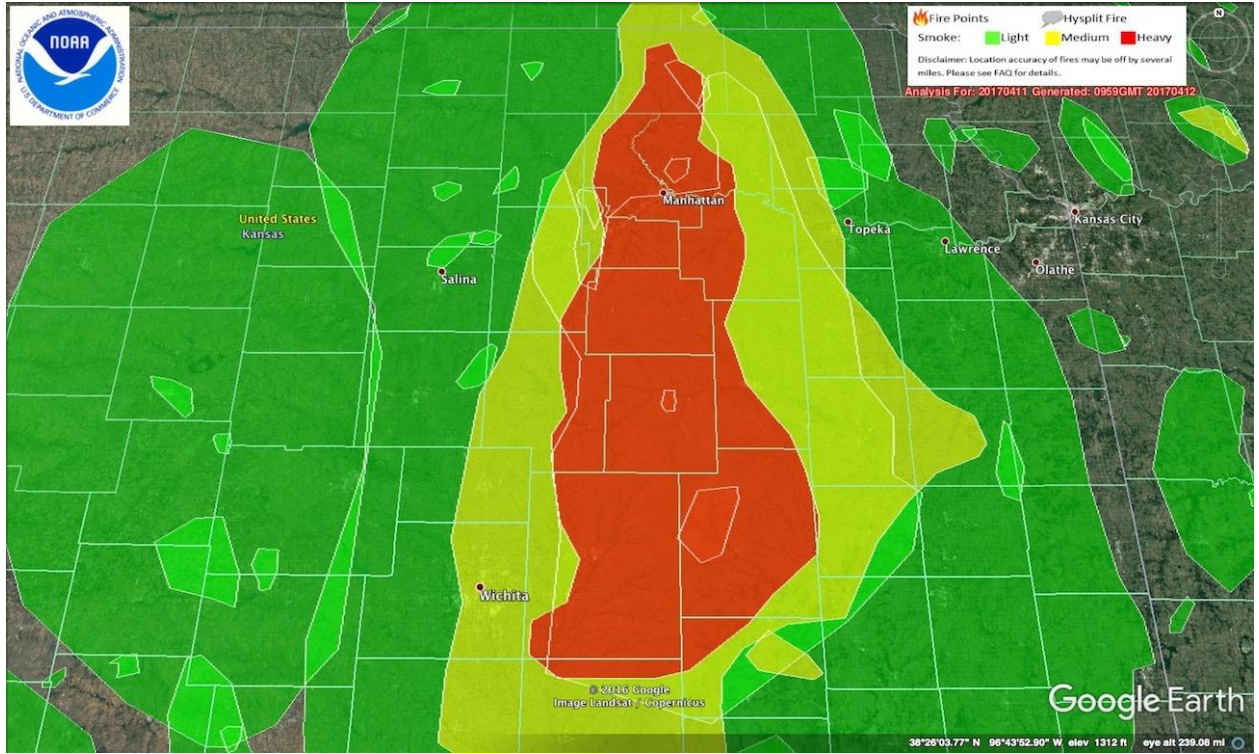 NATIONAL OCEANIC AND ATMOSPHERIC ADMINISTRATION
NOAA
U.S. DEPARTMENT OF COMMERCE
Fire Points Hysplit Fire
Smoke: Light Medium Heavy
Disclaimer: Location accuracy of fires may be off by several
miles. Please see FAQ for details.
Analysis For: 20170411 Generated: 0959GMT 20170412
N
Manhattan
Kansas City
United States
Kansas
Topeka
Lawrence
Olathe
Salina
Wichita
© 2016 Google
Image Landsat / Copernicus
Google Earth
38°26'03.77" N 96°43'52.90" W elev 1312 ft eye alt 239.08 mi